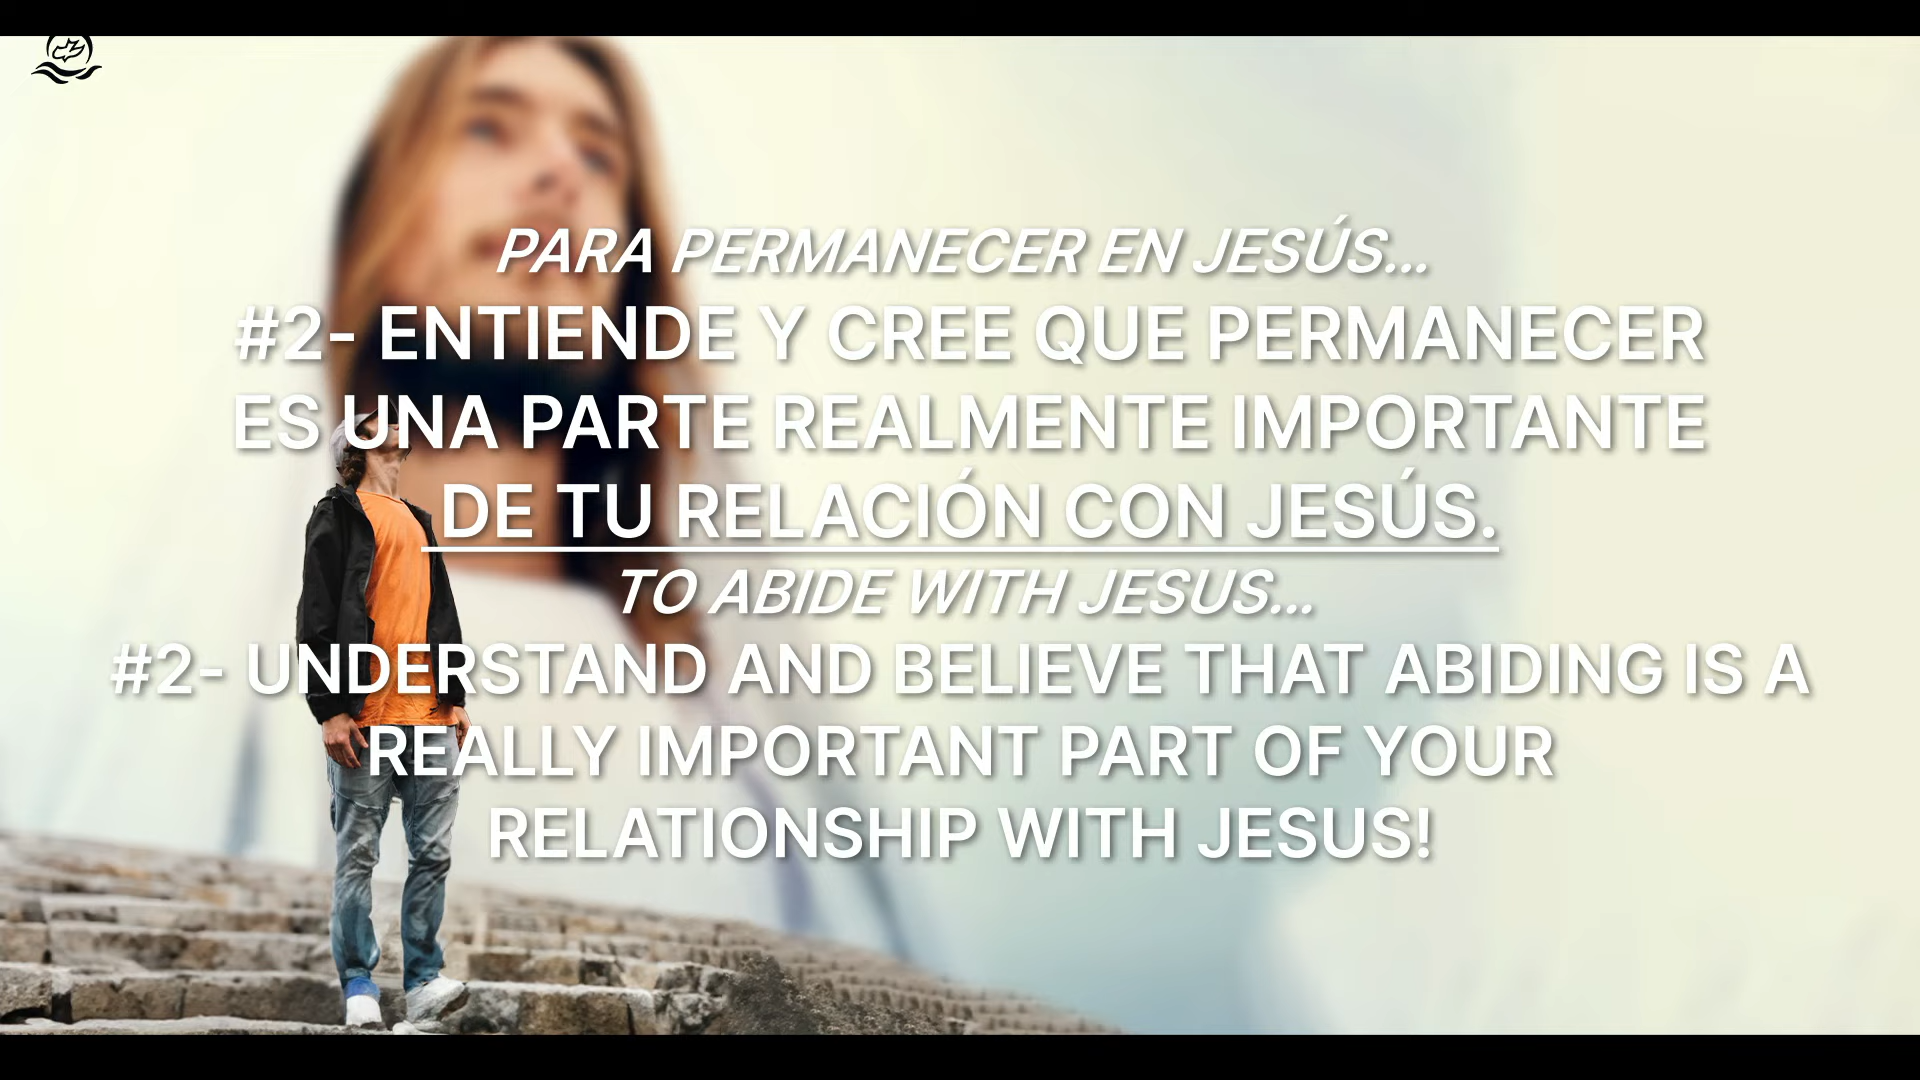 PARA PERMANECER EN JESÚS...
#2- ENTIENDE Y CREE QUE PERMANECER
ES UNA PARTE REALMENTE IMPORTANTE
DE TU RELACIÓN CON JESÚS.
TO ABIDE WITH JESUS...
#2- UNDERSTAND AND BELIEVE THAT ABIDING IS A
REALLY IMPORTANT PART OF YOUR
RELATIONSHIP WITH JESUS!